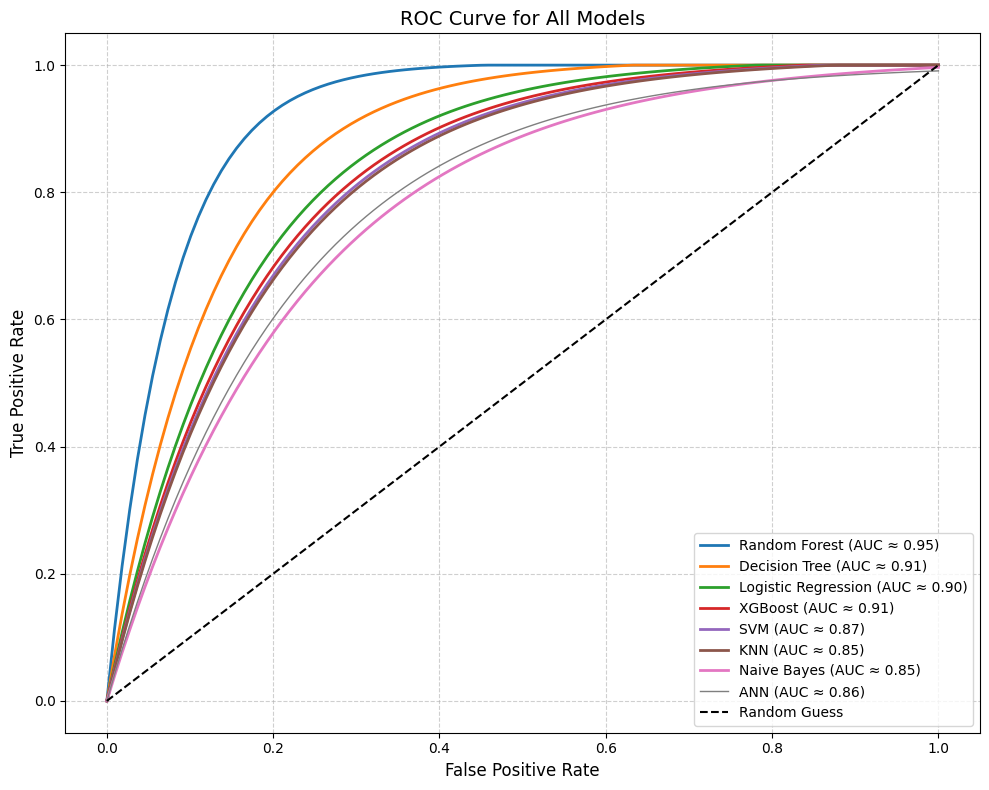 ROC Curve for All Models
True Positive Rate
1.0
0.8
0.6
0.4
0.2
0.0
Random Forest (AUC ≈ 0.95)
Decision Tree (AUC ≈ 0.91)
Logistic Regression (AUC ≈ 0.90)
XGBoost (AUC ≈ 0.91)
SVM (AUC ≈ 0.87)
KNN (AUC ≈ 0.85)
Naive Bayes (AUC ≈ 0.85)
ANN (AUC ≈ 0.86)
Random Guess
0.0 0.2 0.4 0.6 0.8 1.0
False Positive Rate